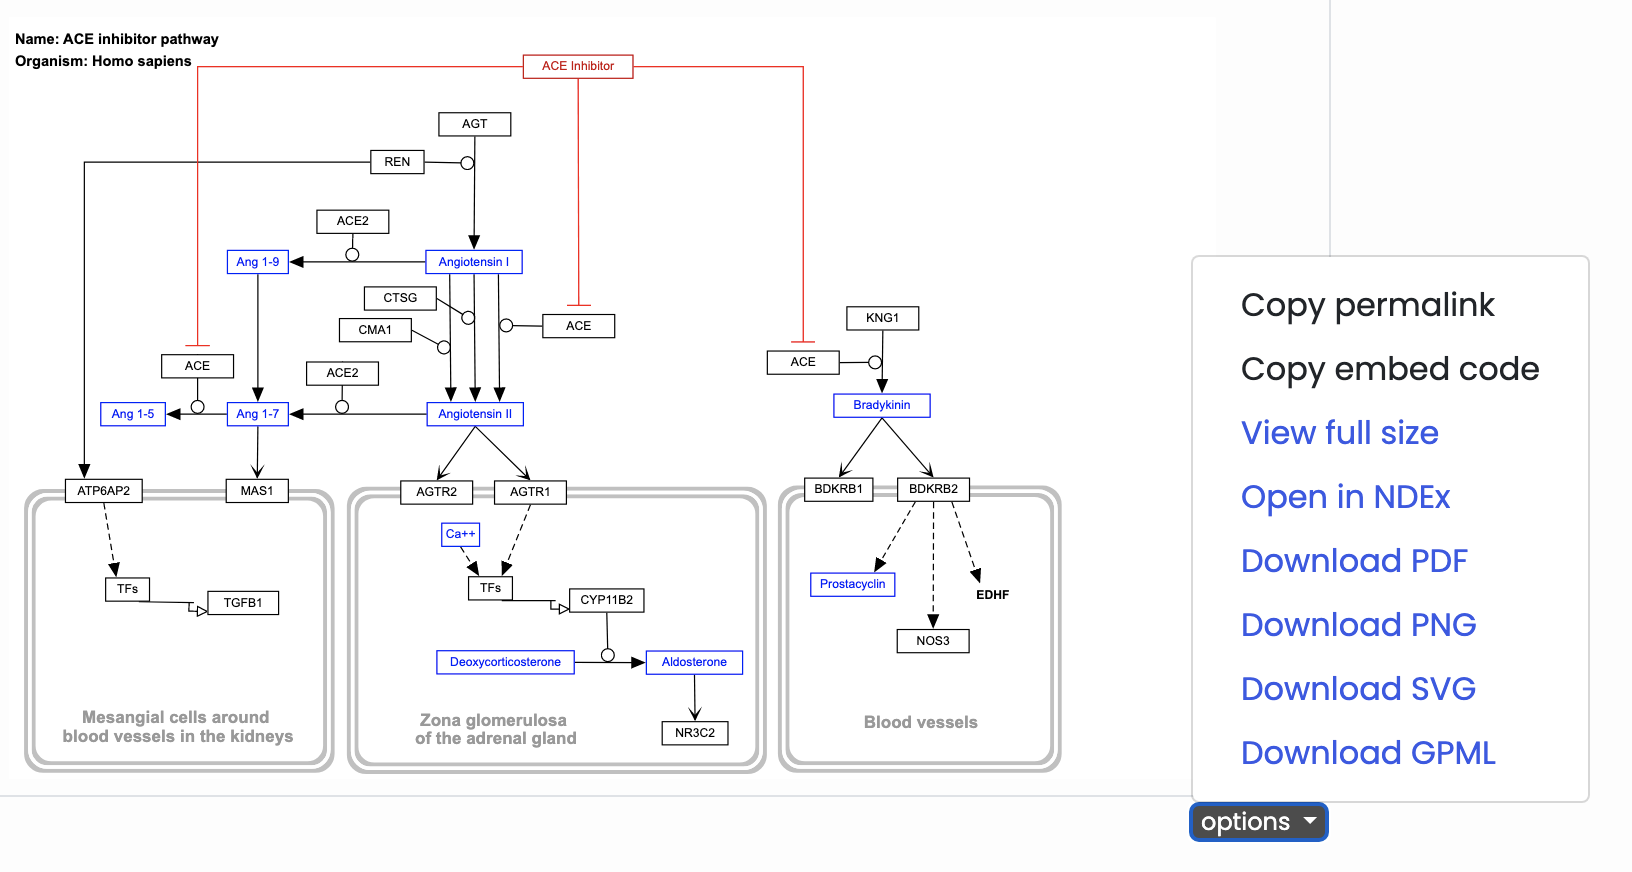 Name: ACE inhibitor pathway
Organism: Homo sapiens
ACE Inhibitor
AGT
REN
ACE2
Ang 1-9
Angiotensin I
CTSG
CMA1
ACE
KNG1
ACE
ACE
ACE2
Ang 1-5
Ang 1-7
Angiotensin II
Bradykinin
ATP6AP2
MAS1
AGTR2
AGTR1
BDKRB1
BDKRB2
Ca++
TFs
TGFB1
TFs
CYP11B2
Prostacyclin
EDHF
NOS3
Deoxycorticosterone
Aldosterone
NR3C2
Mesangial cells around
blood vessels in the kidneys
Zona glomerulosa
of the adrenal gland
Blood vessels
Copy permalink
Copy embed code
View full size
Open in NDEx
Download PDF
Download PNG
Download SVG
Download GPML
options